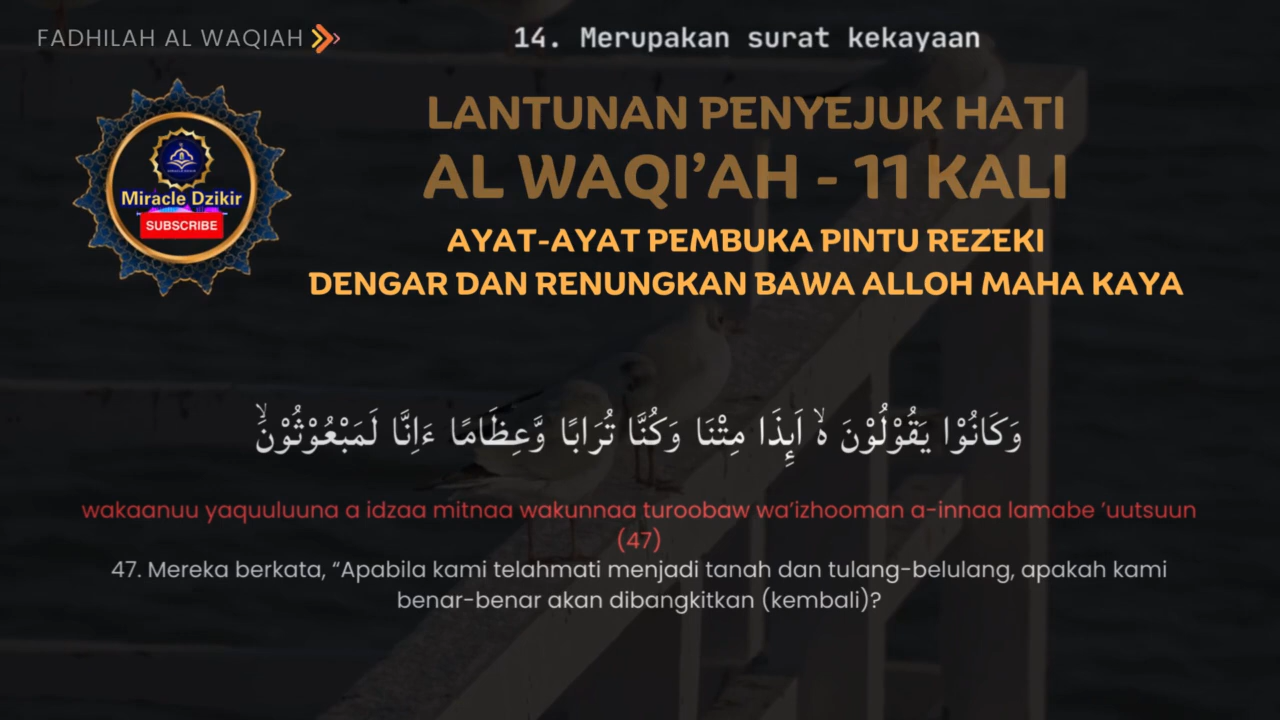 FADHILAH AL WAQIAH
14. Merupakan surat kekayaan
LANTUNAN PENYEJUK HATI
AL WAQI’AH - 11 KALI
AYAT-AYAT PEMBUKA PINTU REZEKI
DENGAR DAN RENUNGKAN BAWA ALLOH MAHA KAYA
Miracle Dzikir
SUBSCRIBE
وَكَانُوْا يَقُوْلُوْنَ ەۙ اَىِٕذَا مِتْنَا وَكُنَّا تُرَابًا وَّعِظَامًا ءَاِنَّا لَمَبْعُوْثُوْنَۙ
wakaanuu yaquuluuna a idzaa mitnaa wakunnaa turoobaw wa’izhooman a-innaa lamabe ’uutsuun
(47)
47. Mereka berkata, “Apabila kami telahmati menjadi tanah dan tulang-belulang, apakah kami
benar-benar akan dibangkitkan (kembali)?